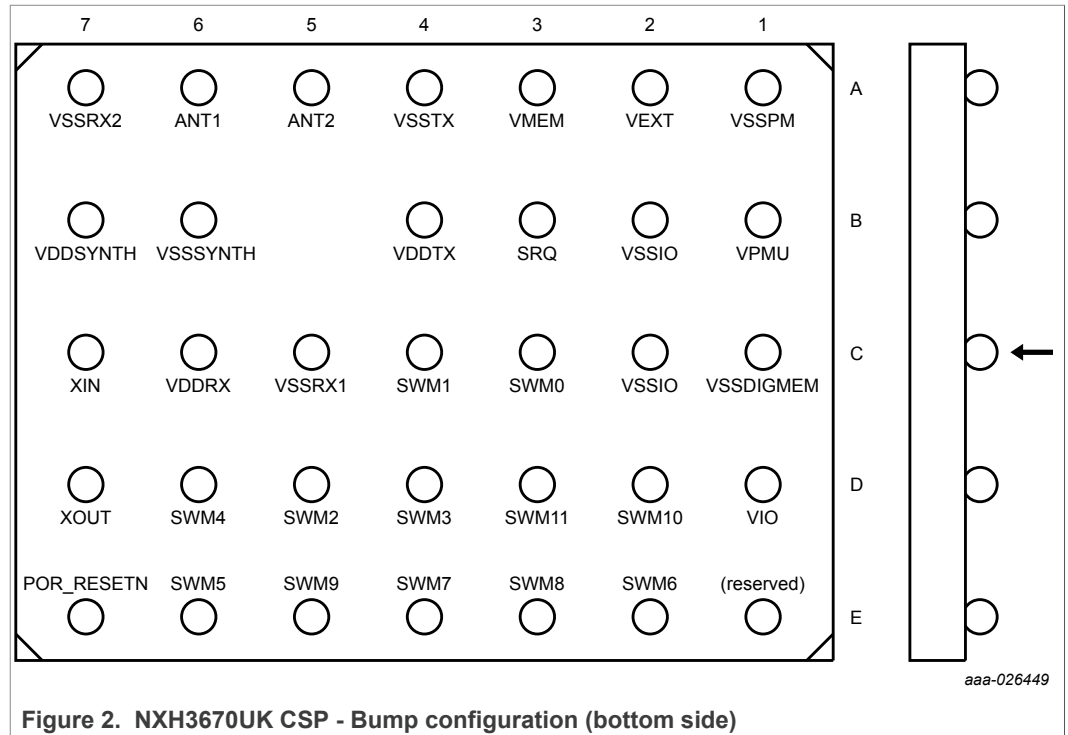 7 6 5 4 3 2 1
A
VSSRX2 ANT1 ANT2 VSSTX VMEM VEXT VSSPM
B
VDDSYNTH VSSSYNTH VDDTX SRQ VSSIO VPMU
C
XIN VDDRX VSSRX1 SWM1 SWM0 VSSIO VSSDIGMEM
D
XOUT SWM4 SWM2 SWM3 SWM11 SWM10 VIO
POR_RESETN SWM5 SWM9 SWM7 SWM8 SWM6 (reserved)
E
aaa-026449
Figure 2. NXH3670UK CSP - Bump configuration (bottom side)